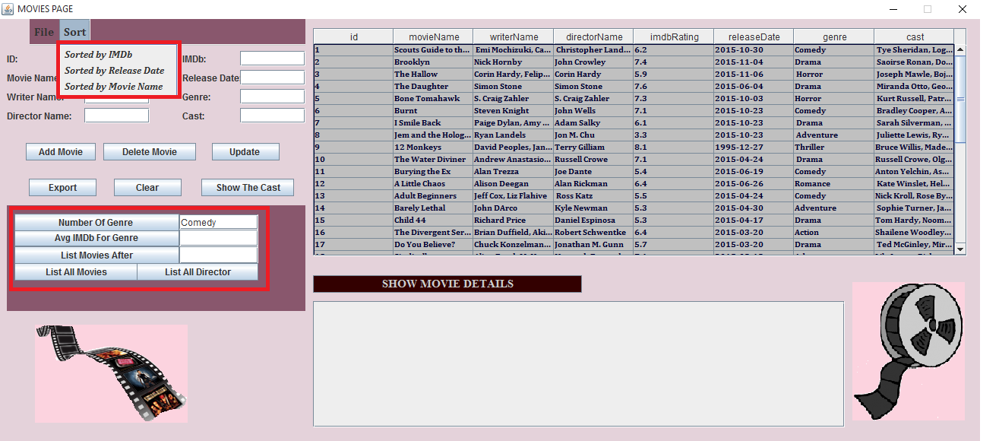 MOVIES PAGE
File Sort
Sorted by IMDb
Sorted by Release Date
Sorted by Movie Name
ID: IMDb:
Movie Name Release Date:
Writer Name: Genre:
Director Name: Cast:
Add Movie Delete Movie Update
Export Clear Show The Cast
Number Of Genre Comedy
Avg IMDb For Genre
List Movies After
List All Movies List All Director
id movieName writerName directorName imdbRating releaseDate genre cast
1 Scouts Guide to th... Emi Mochizuki, Ca... Christopher Land... 6.2 2015-10-30 Comedy Tye Sheridan, Log...
2 Brooklyn Nick Hornby John Crowley 7.4 2015-11-04 Drama Saoirse Ronan, Do...
3 The Hallow Corin Hardy, Felip... Corin Hardy 5.9 2015-11-06 Horror Joseph Mawle, Boj...
4 The Daughter Simon Stone Simon Stone 7.6 2015-06-04 Drama Miranda Otto, Geo...
5 Bone Tomahawk S. Craig Zahler S. Craig Zahler 7.3 2015-10-03 Horror Kurt Russell, Patr...
6 Burnt Steven Knight John Wells 7.1 2015-10-23 Comedy Bradley Cooper, A...
7 I Smile Back Paige Dylan, Amy ... Adam Salky 6.1 2015-10-23 Drama Sarah Silverman, ...
8 Jem and the Holog... Ryan Landels Jon M. Chu 3.3 2015-10-23 Adventure Juliette Lewis, Ry...
9 12 Monkeys David Peoples, Jan... Terry Gilliam 8.1 1995-12-27 Thriller Bruce Willis, Made...
10 The Water Diviner Andrew Anastasio... Russell Crowe 7.1 2015-04-24 Drama Russell Crowe, Olg...
11 Burying the Ex Alan Trezza Joe Dante 5.4 2015-06-19 Comedy Anton Yelchin, As...
12 A Little Chaos Alison Deegan Alan Rickman 6.4 2015-06-26 Romance Kate Winslet, Hel...
13 Adult Beginners Jeff Cox, Liz Flahive Ross Katz 5.5 2015-04-24 Comedy Nick Kroll, Rose By...
14 Barely Lethal John DArco Kyle Newman 5.3 2015-04-30 Adventure Sophie Turner, Ja...
15 Child 44 Richard Price Daniel Espinosa 5.3 2015-04-17 Drama Tom Hardy, Noom...
16 The Divergent Ser... Brian Duffield, Aki... Robert Schwentke 6.4 2015-03-20 Action Shailene Woodley...
17 Do You Believe? Chuck Konzelman... Jonathan M. Gunn 5.7 2015-03-20 Drama Ted McGinley, Mir...
SHOW MOVIE DETAILS